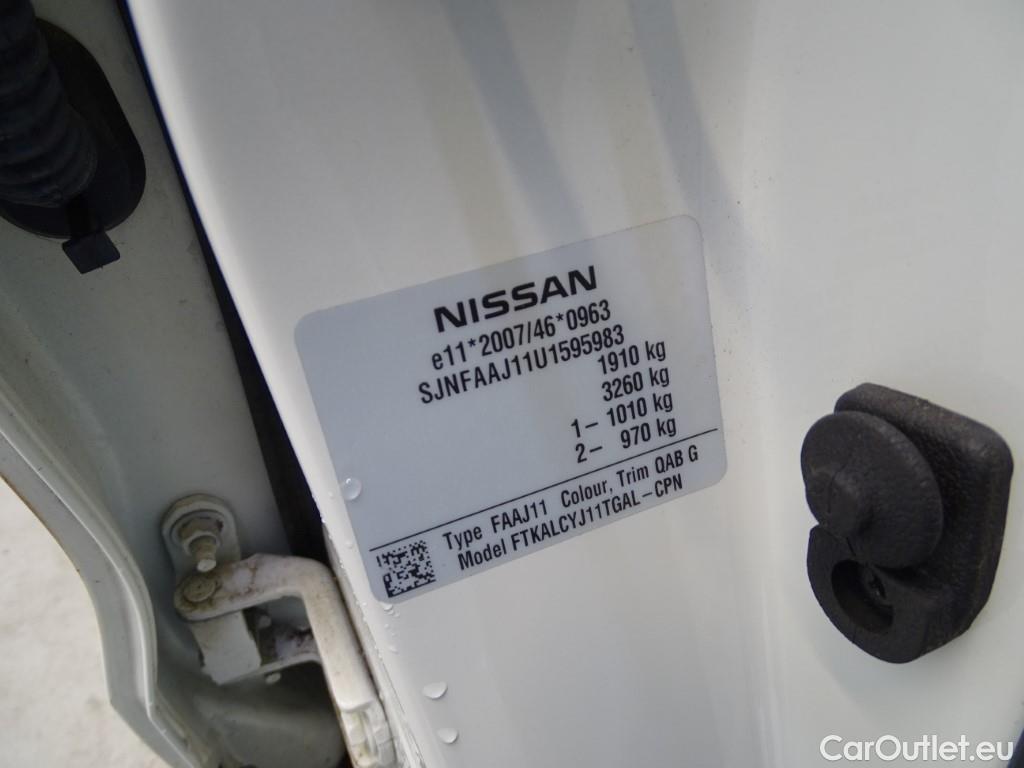 NISSAN
e11*2007/46*0963
SJNFAAJ11U1595983
1910 kg
3260 kg
1– 1010 kg
2– 970 kg
Type FAAJ11 Colour, Trim QAB G
Model FTKALCYJ11TGAL–CPN
CarOutlet.eu